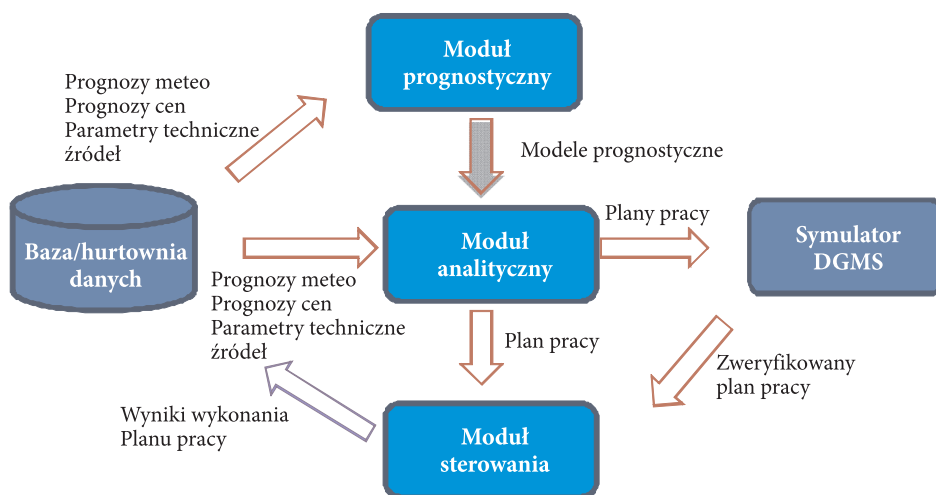 Moduł
prognostyczny
Prognozy meteo
Prognozy cen
Parametry techniczne
źródeł
Modele prognostyczne
Baza/hurtownia
danych
Moduł
analityczny
Plany pracy
Symulator
DGMS
Prognozy meteo
Prognozy cen
Parametry techniczne
źródeł
Plan pracy
Zweryfikowany
plan pracy
Wyniki wykonania
Planu pracy
Moduł
sterowania